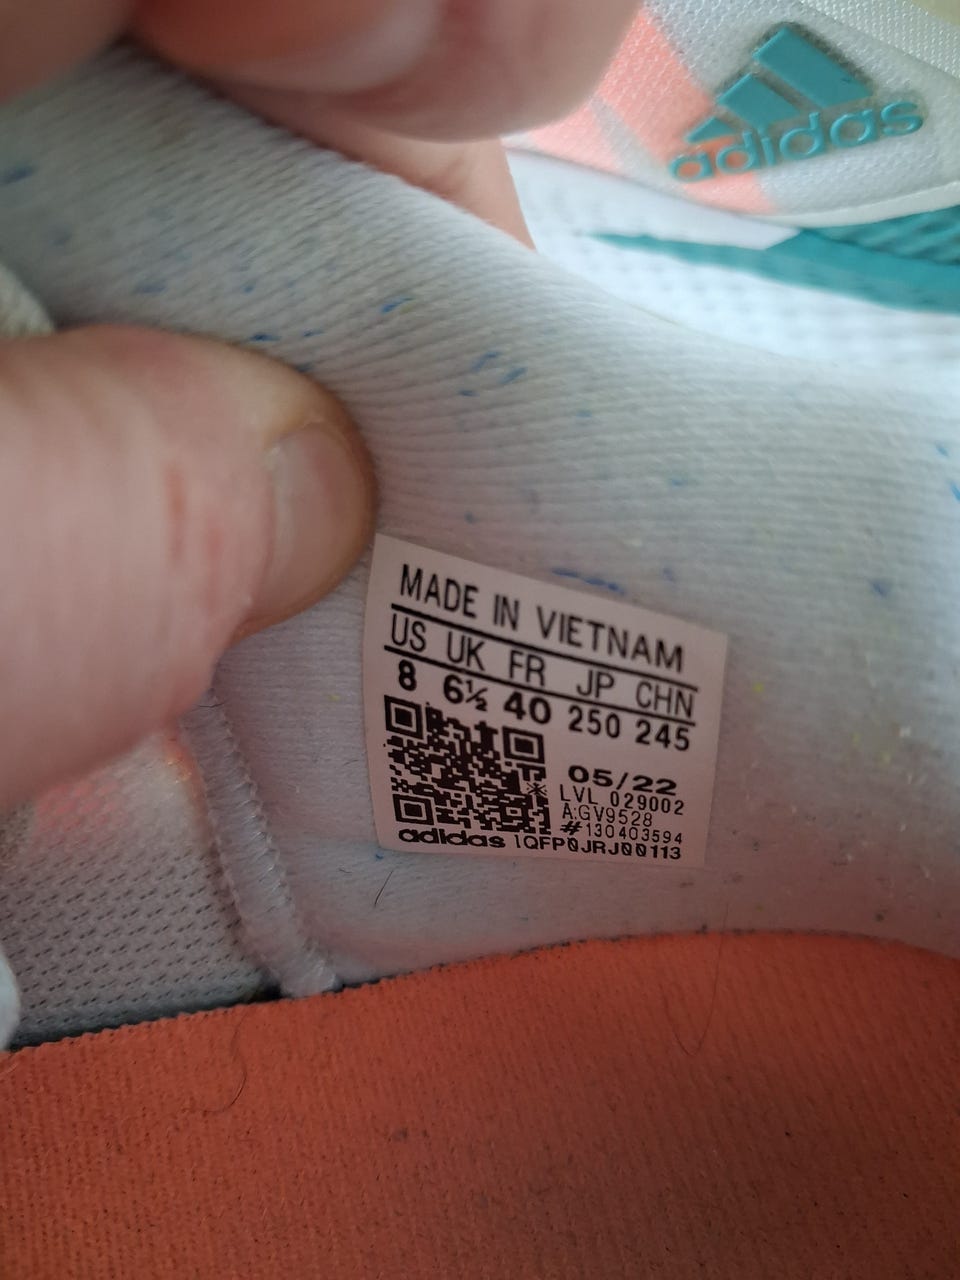 adidas
MADE IN VIETNAM
US UK FR JP CHN
8 6½ 40 250 245
05/22
LVL 029002
A:GV9528
# 130403594
adidas 1QFP0JRJ00113